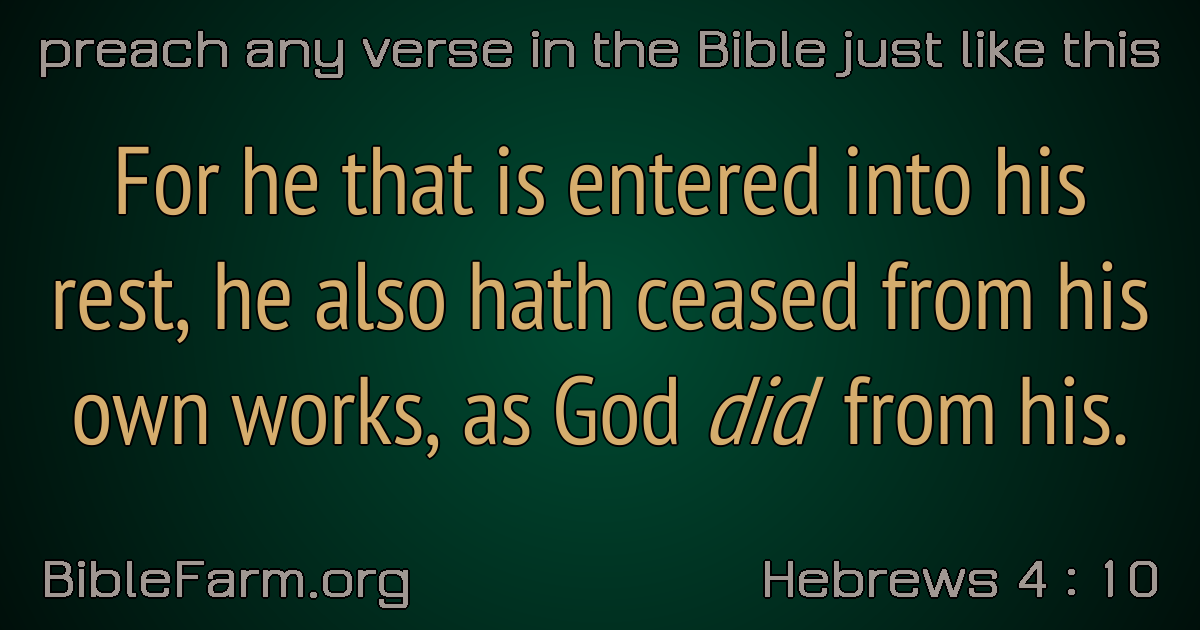 preach any verse in the Bible just like this
For he that is entered into his
rest, he also hath ceased from his
own works, as God did from his.
BibleFarm.org
Hebrews 4 : 10